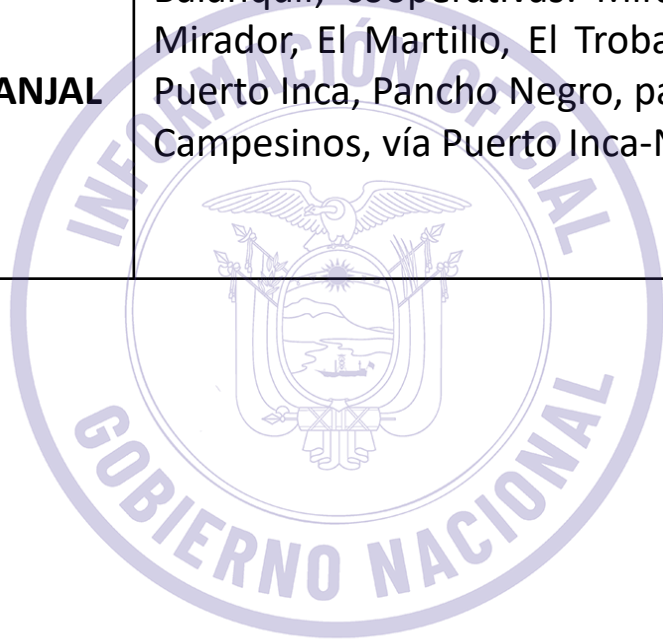 cooperativas:
Mirador, El Martillo, El Troba
ANJAL
Puerto Inca, Pancho Negro, pa
Campesinos, vía Puerto Inca-N
INFORMACIÓN OFICIAL
GOBIERNO NACIONAL